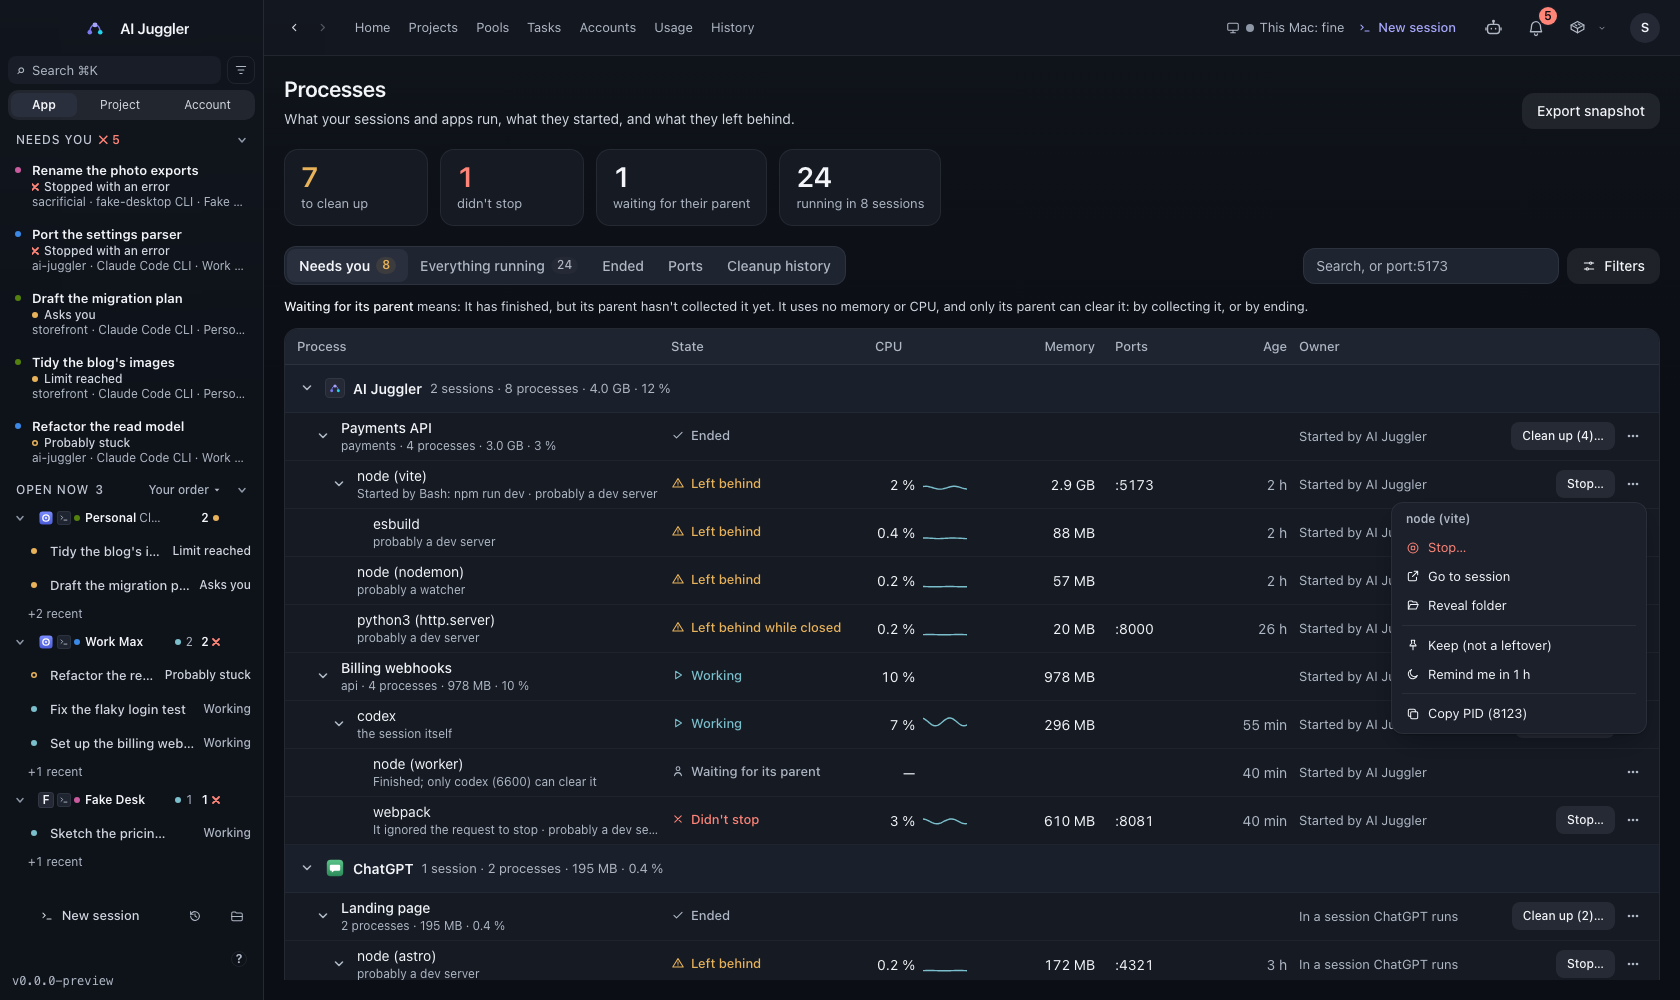 AI Juggler
Search ⌘K
App Project Account
NEEDS YOU 5
Rename the photo exports
Stopped with an error
sacrificial · fake-desktop CLI · Fake ...
Port the settings parser
Stopped with an error
ai-juggler · Claude Code CLI · Work ...
Draft the migration plan
Asks you
storefront · Claude Code CLI · Perso...
Tidy the blog's images
Limit reached
storefront · Claude Code CLI · Perso...
Refactor the read model
Probably stuck
ai-juggler · Claude Code CLI · Work ...
OPEN NOW 3 Your order
Personal Cl... 2
Tidy the blog's i... Limit reached
Draft the migration p... Asks you
+2 recent
Work Max 2 2
Refactor the re... Probably stuck
Fix the flaky login test Working
Set up the billing web... Working
+1 recent
F Fake Desk 1 1
Sketch the pricin... Working
+1 recent
New session
?
v0.0.0-preview
Home Projects Pools Tasks Accounts Usage History
This Mac: fine New session 5 S
Processes
What your sessions and apps run, what they started, and what they left behind.
Export snapshot
7
to clean up
1
didn't stop
1
waiting for their parent
24
running in 8 sessions
Needs you 8 Everything running 24 Ended Ports Cleanup history
Search, or port:5173 Filters
Waiting for its parent means: It has finished, but its parent hasn't collected it yet. It uses no memory or CPU, and only its parent can clear it: by collecting it, or by ending.
Process State CPU Memory Ports Age Owner
AI Juggler 2 sessions · 8 processes · 4.0 GB · 12 %
Payments API
payments · 4 processes · 3.0 GB · 3 %
Ended Started by AI Juggler Clean up (4)...
node (vite)
Started by Bash: npm run dev · probably a dev server
Left behind 2 % 2.9 GB :5173 2 h Started by AI Juggler Stop...
esbuild
probably a dev server
Left behind 0.4 % 88 MB 2 h Started by AI Ju
node (nodemon)
probably a watcher
Left behind 0.2 % 57 MB 2 h Started by AI Ju
python3 (http.server)
probably a dev server
Left behind while closed 0.2 % 20 MB :8000 26 h Started by AI Ju
Billing webhooks
api · 4 processes · 978 MB · 10 %
Working 10 % 978 MB Started by AI Ju
codex
the session itself
Working 7 % 296 MB 55 min Started by AI Ju
node (worker)
Finished; only codex (6600) can clear it
Waiting for its parent — 40 min Started by AI Juggler
webpack
It ignored the request to stop · probably a dev se...
Didn't stop 3 % 610 MB :8081 40 min Started by AI Juggler Stop...
ChatGPT 1 session · 2 processes · 195 MB · 0.4 %
Landing page
2 processes · 195 MB · 0.4 %
Ended In a session ChatGPT runs Clean up (2)...
node (astro)
probably a dev server
Left behind 0.2 % 172 MB :4321 3 h In a session ChatGPT runs Stop...
node (vite)
Stop...
Go to session
Reveal folder
Keep (not a leftover)
Remind me in 1 h
Copy PID (8123)